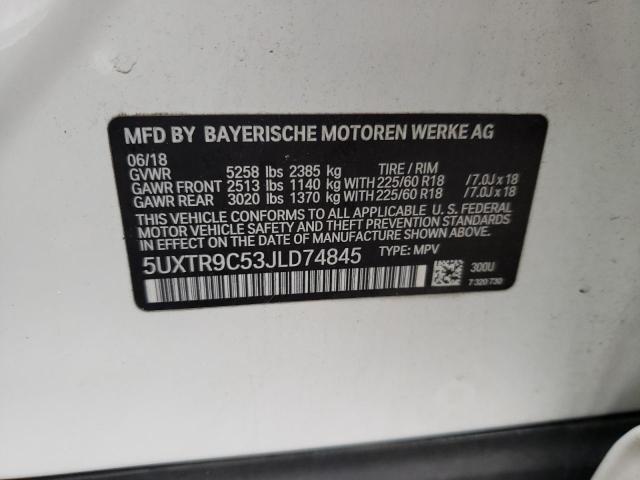 MFD BY BAYERISCHE MOTOREN WERKE AG
06/18
GVWR 5258 lbs 2385 kg TIRE / RIM
GAWR FRONT 2513 lbs 1140 kg WITH 225/60 R18 /7.0J x 18
GAWR REAR 3020 lbs 1370 kg WITH 225/60 R18 /7.0J x 18
THIS VEHICLE CONFORMS TO ALL APPLICABLE U. S. FEDERAL
MOTOR VEHICLE SAFETY AND THEFT PREVENTION STANDARDS
IN EFFECT ON THE DATE OF MANUFACTURE SHOWN ABOVE.
5UXTR9C53JLD74845 TYPE: MPV
300U
7 320 730